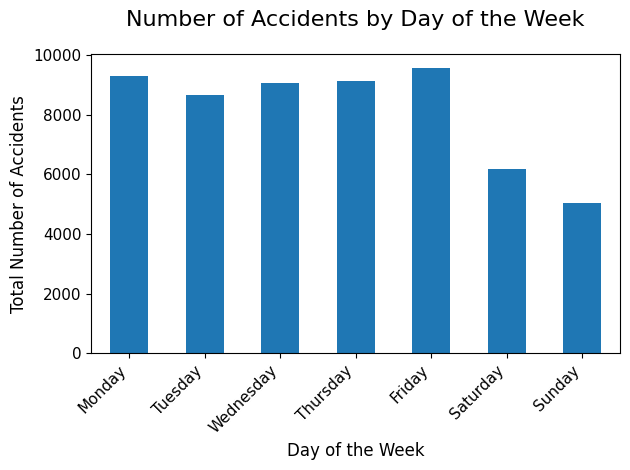 Number of Accidents by Day of the Week
Total Number of Accidents
10000
8000
6000
4000
2000
0
Monday
Tuesday
Wednesday
Thursday
Friday
Saturday
Sunday
Day of the Week